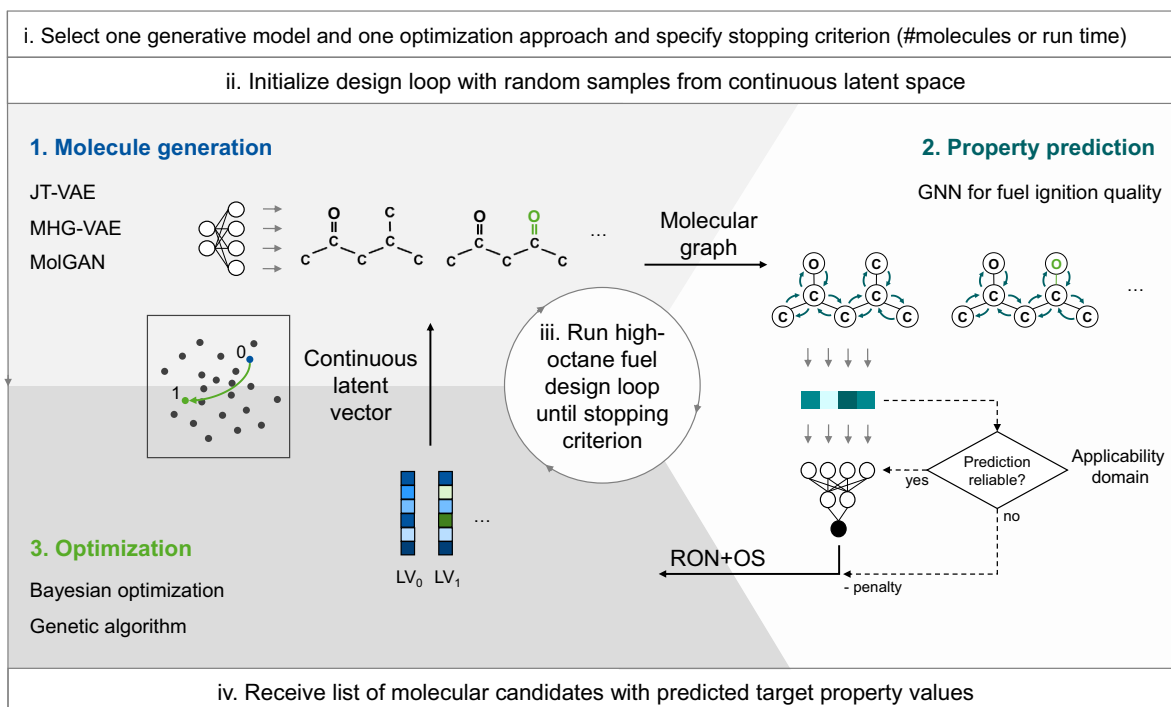 i. Select one generative model and one optimization approach and specify stopping criterion (#molecules or run time)
ii. Initialize design loop with random samples from continuous latent space
1. Molecule generation
JT-VAE
MHG-VAE
MolGAN
O
C
C
C
C
O
O
C
C
C
C
...
Molecular
graph
2. Property prediction
GNN for fuel ignition quality
O
C
C
C
C
C
C
O
O
C
C
C
C
C
...
0
1
Continuous
latent
vector
iii. Run high-
octane fuel
design loop
until stopping
criterion
Prediction
reliable?
yes
no
Applicability
domain
RON+OS
- penalty
3. Optimization
Bayesian optimization
Genetic algorithm
...
LV0
LV1
iv. Receive list of molecular candidates with predicted target property values